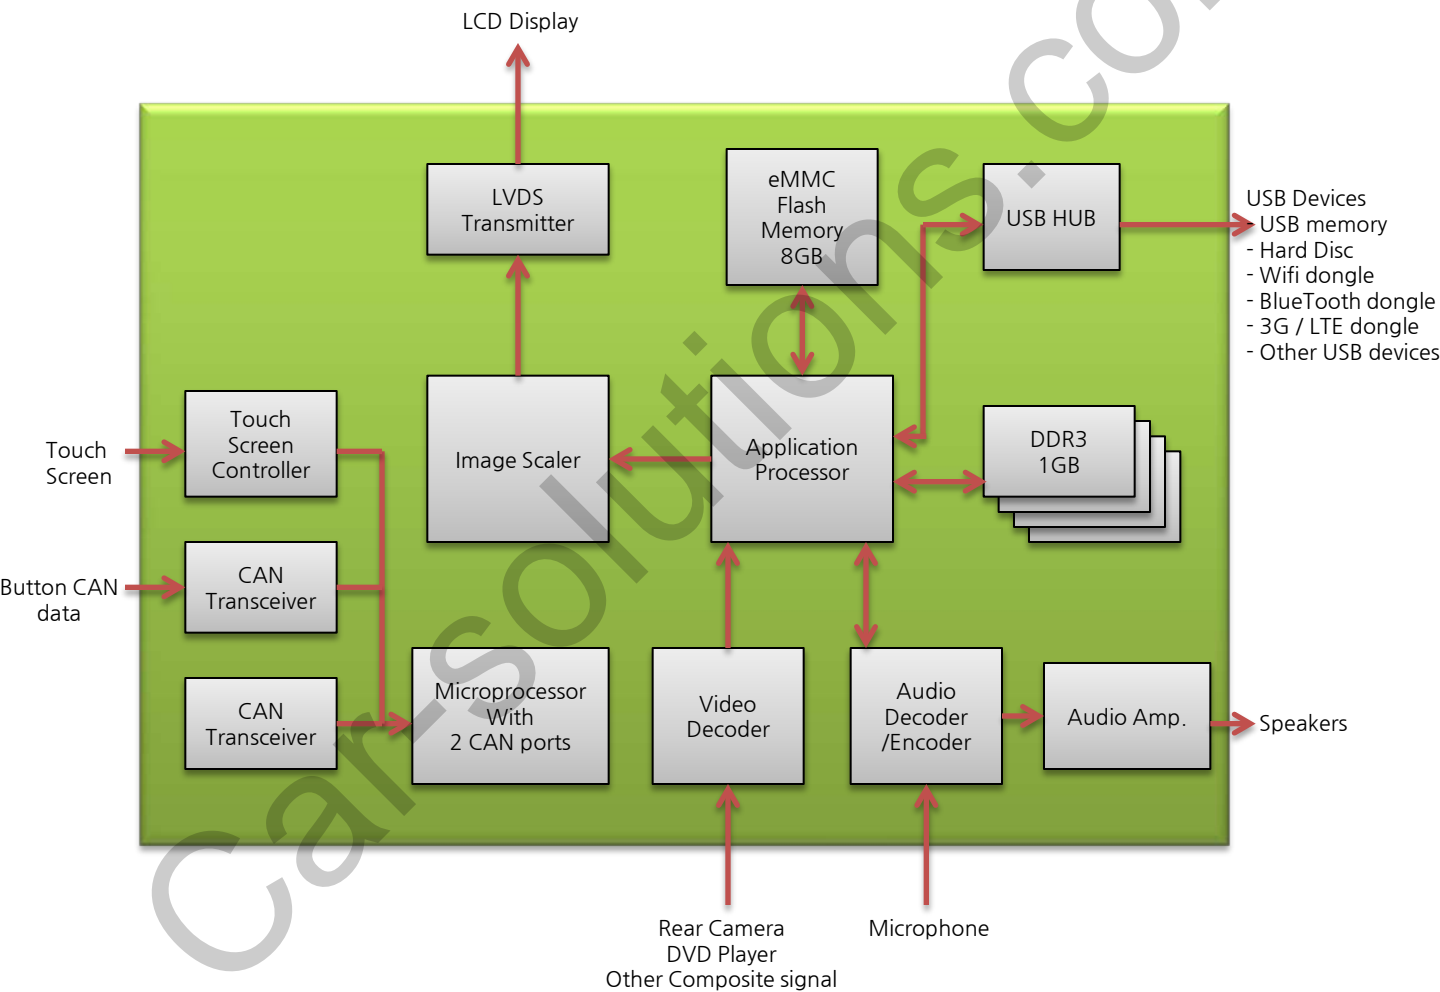 LCD Display
LVDS
Transmitter
eMMC
Flash
Memory
8GB
USB HUB
USB Devices
- USB memory
- Hard Disc
- Wifi dongle
- BlueTooth dongle
- 3G / LTE dongle
- Other USB devices
Touch
Screen
Touch
Screen
Controller
Image Scaler
Application
Processor
DDR3
1GB
Button CAN
data
CAN
Transceiver
CAN
Transceiver
Microprocessor
With
2 CAN ports
Video
Decoder
Audio
Decoder
/Encoder
Audio Amp.
Speakers
Rear Camera
DVD Player
Other Composite signal
Microphone
Car-solutions.co